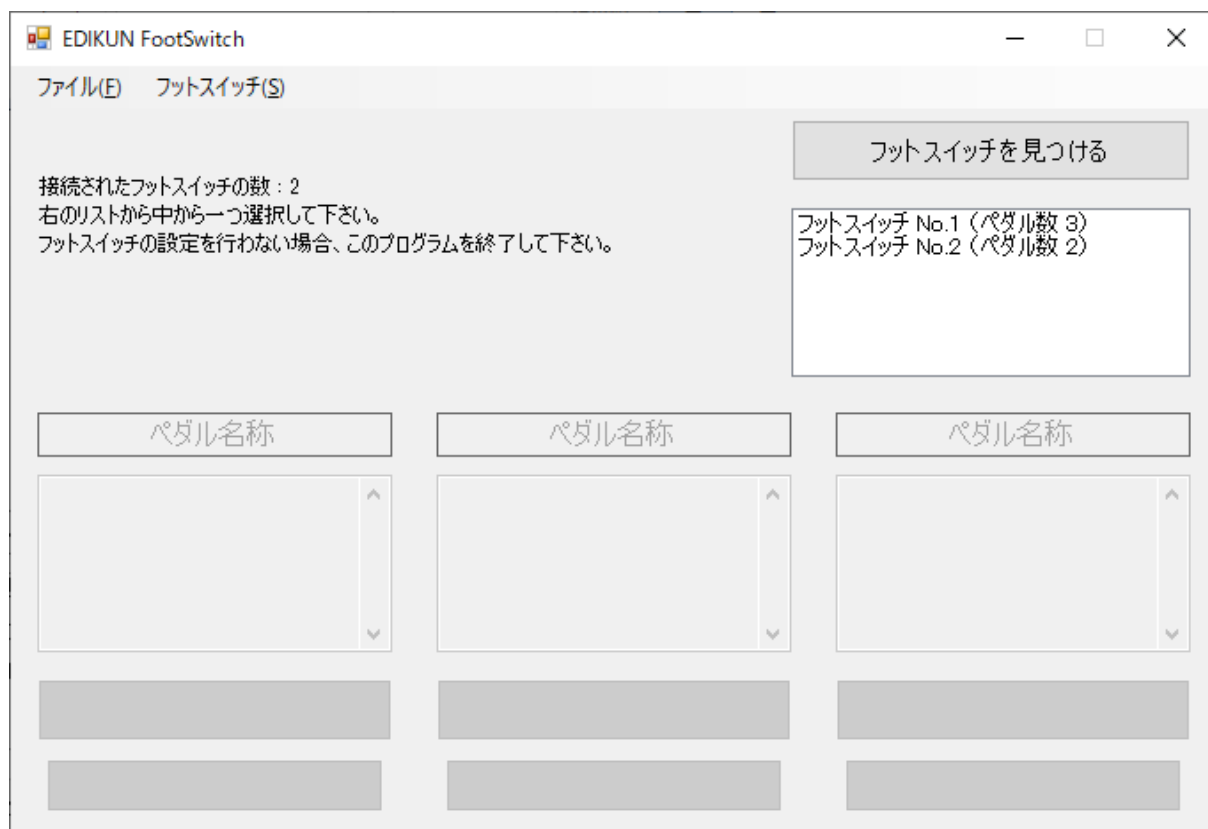 EDIKUN FootSwitch
ファイル(F) フットスイッチ(S)
フットスイッチを見つける
接続されたフットスイッチの数：2
右のリストから中から一つ選択して下さい。
フットスイッチの設定を行わない場合、このプログラムを終了して下さい。
フットスイッチ No.1 （ペダル数 3）
フットスイッチ No.2 （ペダル数 2）
ペダル名称 ペダル名称 ペダル名称